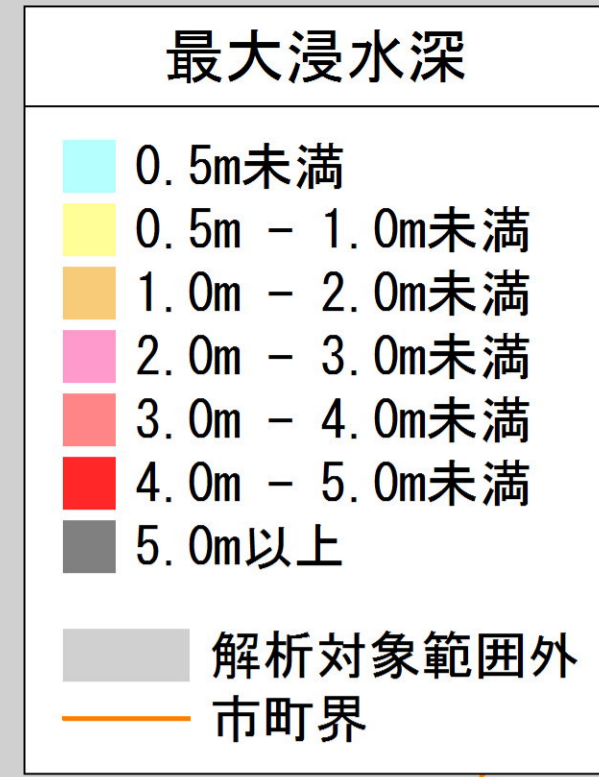 最大浸水深
0.5m未満
0.5m - 1.0m未満
1.0m - 2.0m未満
2.0m - 3.0m未満
3.0m - 4.0m未満
4.0m - 5.0m未満
5.0m以上
解析対象範囲外
市町界